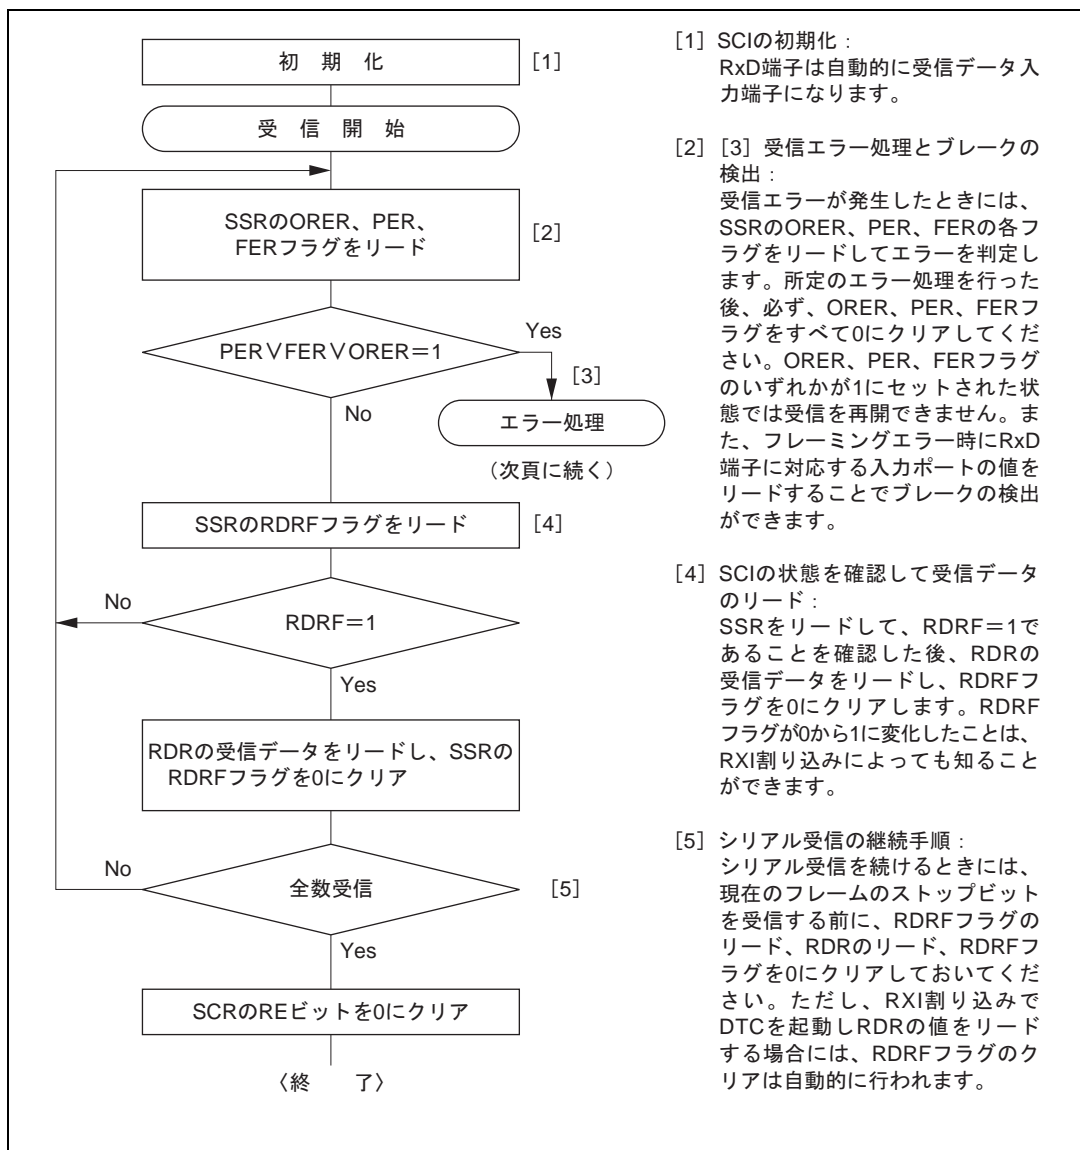 初　期　化
[1]
受　信　開　始
SSRのORER、PER、
FERフラグをリード
[2]
PER∨FER∨ORER＝1
Yes
[3]
No
エラー処理
（次頁に続く）
SSRのRDRFフラグをリード
[4]
No
RDRF＝1
Yes
RDRの受信データをリードし、SSRの
RDRFフラグを0にクリア
No
全数受信
[5]
Yes
SCRのREビットを0にクリア
〈終　　了〉
[1] SCIの初期化：
RxD端子は自動的に受信データ入
力端子になります。
[2] [3] 受信エラー処理とブレークの
検出：
受信エラーが発生したときには、
SSRのORER、PER、FERの各フ
ラグをリードしてエラーを判定し
ます。所定のエラー処理を行った
後、必ず、ORER、PER、FERフ
ラグをすべて0にクリアしてくだ
さい。ORER、PER、FERフラグ
のいずれかが1にセットされた状
態では受信を再開できません。ま
た、フレーミングエラー時にRxD
端子に対応する入力ポートの値を
リードすることでブレークの検出
ができます。
[4] SCIの状態を確認して受信データ
のリード：
SSRをリードして、RDRF＝1で
あることを確認した後、RDRの
受信データをリードし、RDRFフ
ラグを0にクリアします。RDRF
フラグが0から1に変化したことは、
RXI割り込みによっても知ること
ができます。
[5] シリアル受信の継続手順：
シリアル受信を続けるときには、
現在のフレームのストップビット
を受信する前に、RDRFフラグの
リード、RDRのリード、RDRFフ
ラグを0にクリアしておいてくだ
さい。ただし、RXI割り込みで
DTCを起動しRDRの値をリード
する場合には、RDRFフラグのク
リアは自動的に行われます。